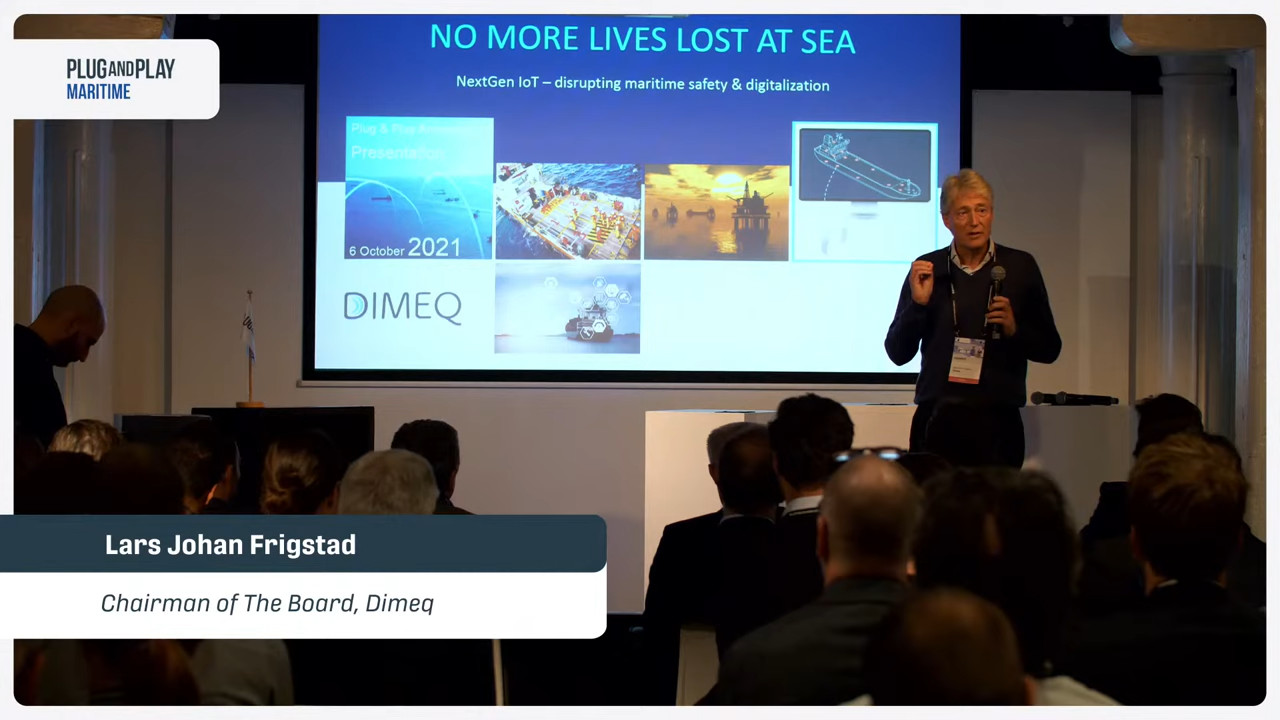 PLUGANDPLAY
MARITIME
NO MORE LIVES LOST AT SEA
NextGen IoT – disrupting maritime safety & digitalization
Plug & Play
Presentation
6 October 2021
DIMEQ
Lars Johan Frigstad
Chairman of The Board, Dimeq